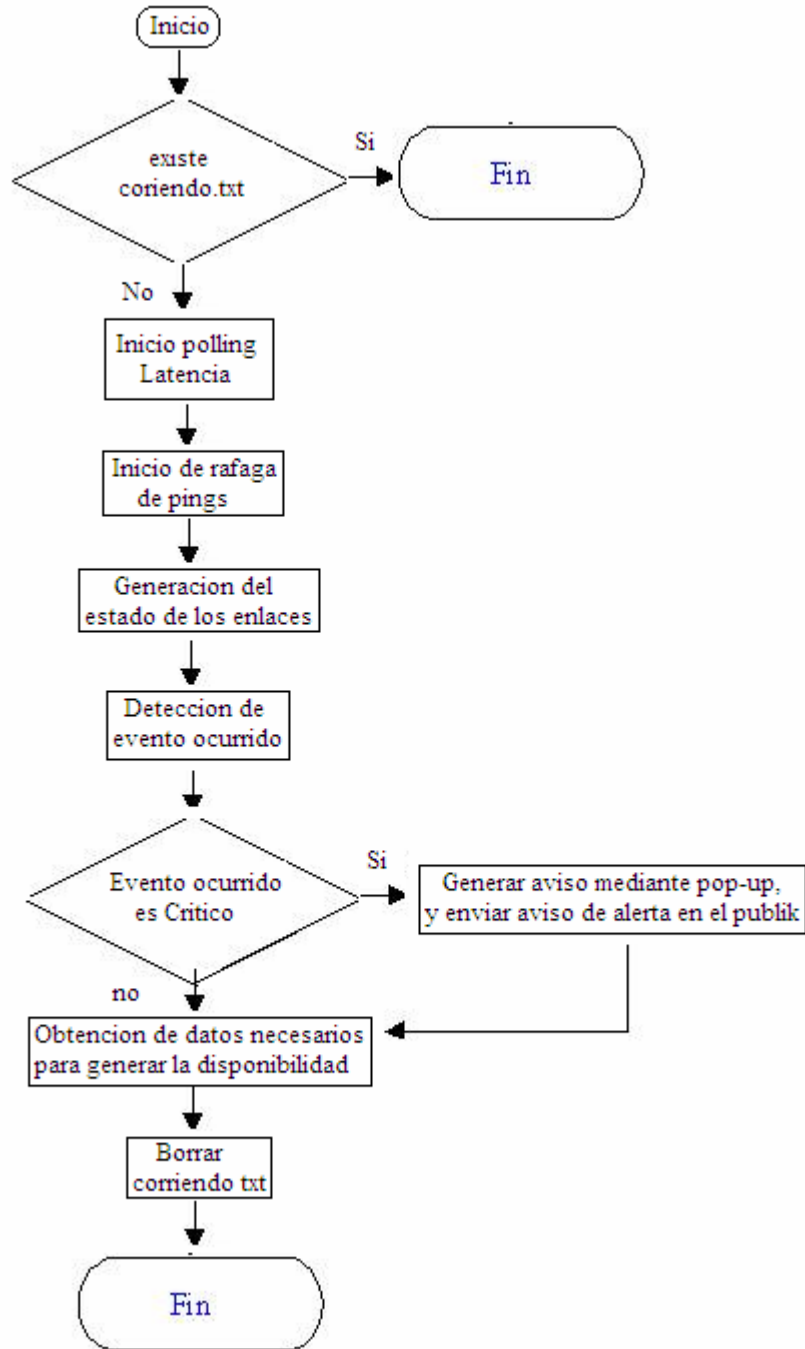 Inicio
existe
coriendo.txt
Si
Fin
No
Inicio polling
Latencia
Inicio de rafaga
de pings
Generacion del
estado de los enlaces
Deteccion de
evento ocurrido
Evento ocurrido
es Critico
Si
Generar aviso mediante pop-up,
y enviar aviso de alerta en el publik
no
Obtencion de datos necesarios
para generar la disponibilidad
Borrar
corriendo txt
Fin